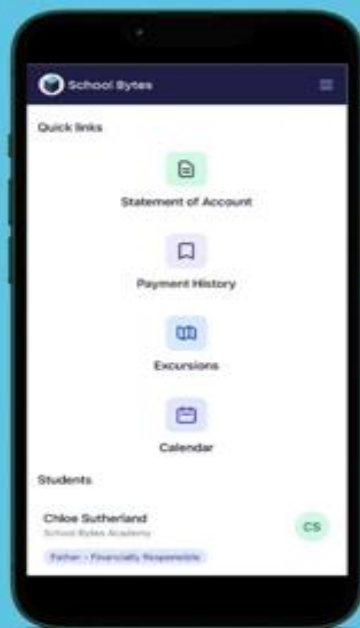 School Bytes
Quick links
Statement of Account
Payment History
Excursions
Calendar
Students
Chloe Sutherland
School Bytes Academy
CS
Father - Financially Responsible